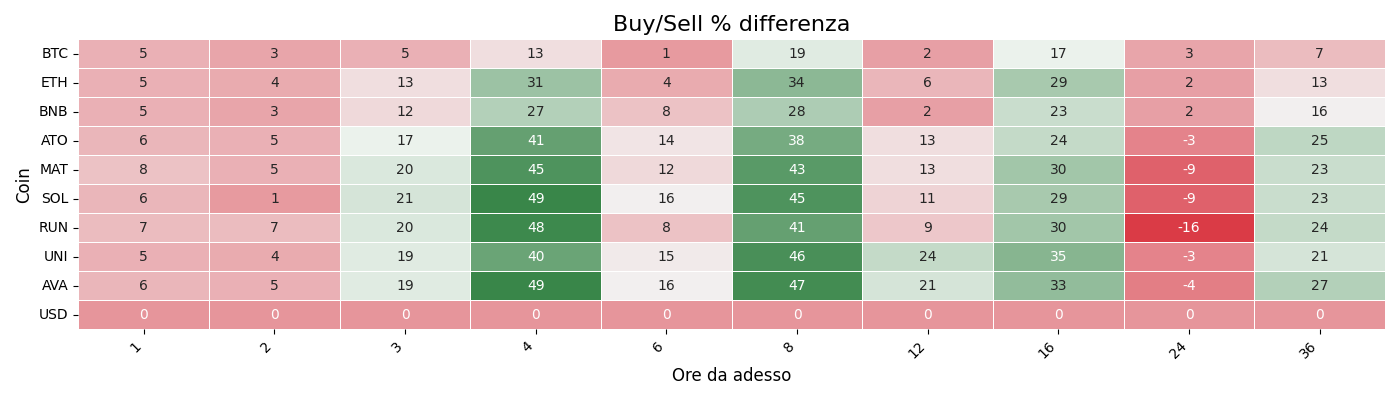 Buy/Sell % differenza
Coin
BTC 5 3 5 13 1 19 2 17 3 7
ETH 5 4 13 31 4 34 6 29 2 13
BNB 5 3 12 27 8 28 2 23 2 16
ATO 6 5 17 41 14 38 13 24 -3 25
MAT 8 5 20 45 12 43 13 30 -9 23
SOL 6 1 21 49 16 45 11 29 -9 23
RUN 7 7 20 48 8 41 9 30 -16 24
UNI 5 4 19 40 15 46 24 35 -3 21
AVA 6 5 19 49 16 47 21 33 -4 27
USD 0 0 0 0 0 0 0 0 0 0
1 2 3 4 6 8 12 16 24 36
Ore da adesso